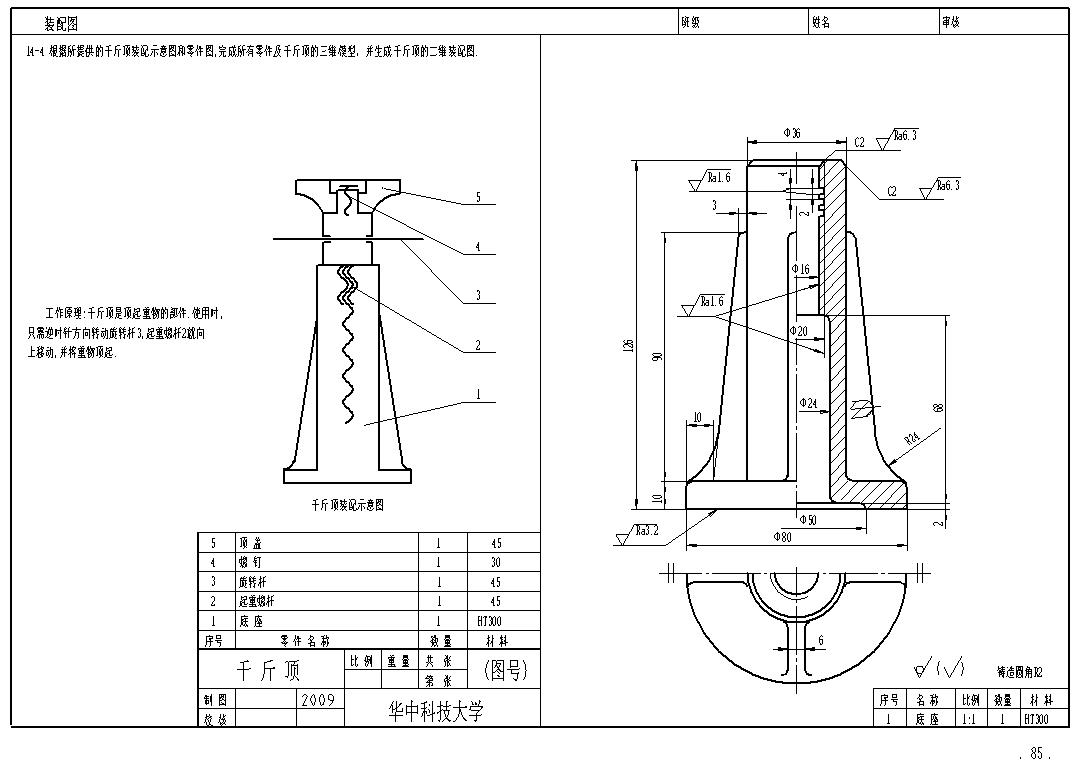 装配图
班级
姓名
审核
14-4 根据所提供的千斤顶装配示意图和零件图,完成所有零件及千斤顶的三维模型，并生成千斤顶的二维装配图.
5
4
3
2
1
工作原理:千斤顶是顶起重物的部件.使用时,
只需逆时针方向转动旋转杆3,起重螺杆2就向
上移动,并将重物顶起.
千斤顶装配示意图
5 顶 盖 1 45
4 螺 钉 1 30
3 旋转杆 1 45
2 起重螺杆 1 45
1 底 座 1 HT300
序号 零 件 名 称 数 量 材 料
千 斤 顶
比 例 重 量 共 张
第 张
(图号)
制 图 2009
校 核
华中科技大学
Φ36
C2
Ra6.3
Ra1.6
4
C2
Ra6.3
3
2
Φ16
Ra1.6
Φ20
126
90
Φ24
68
10
R24
10
Φ50
2
Ra3.2
Φ80
6
(√)
铸造圆角R2
序号 名 称 比例 数量 材 料
1 底 座 1:1 1 HT300
. 85 .